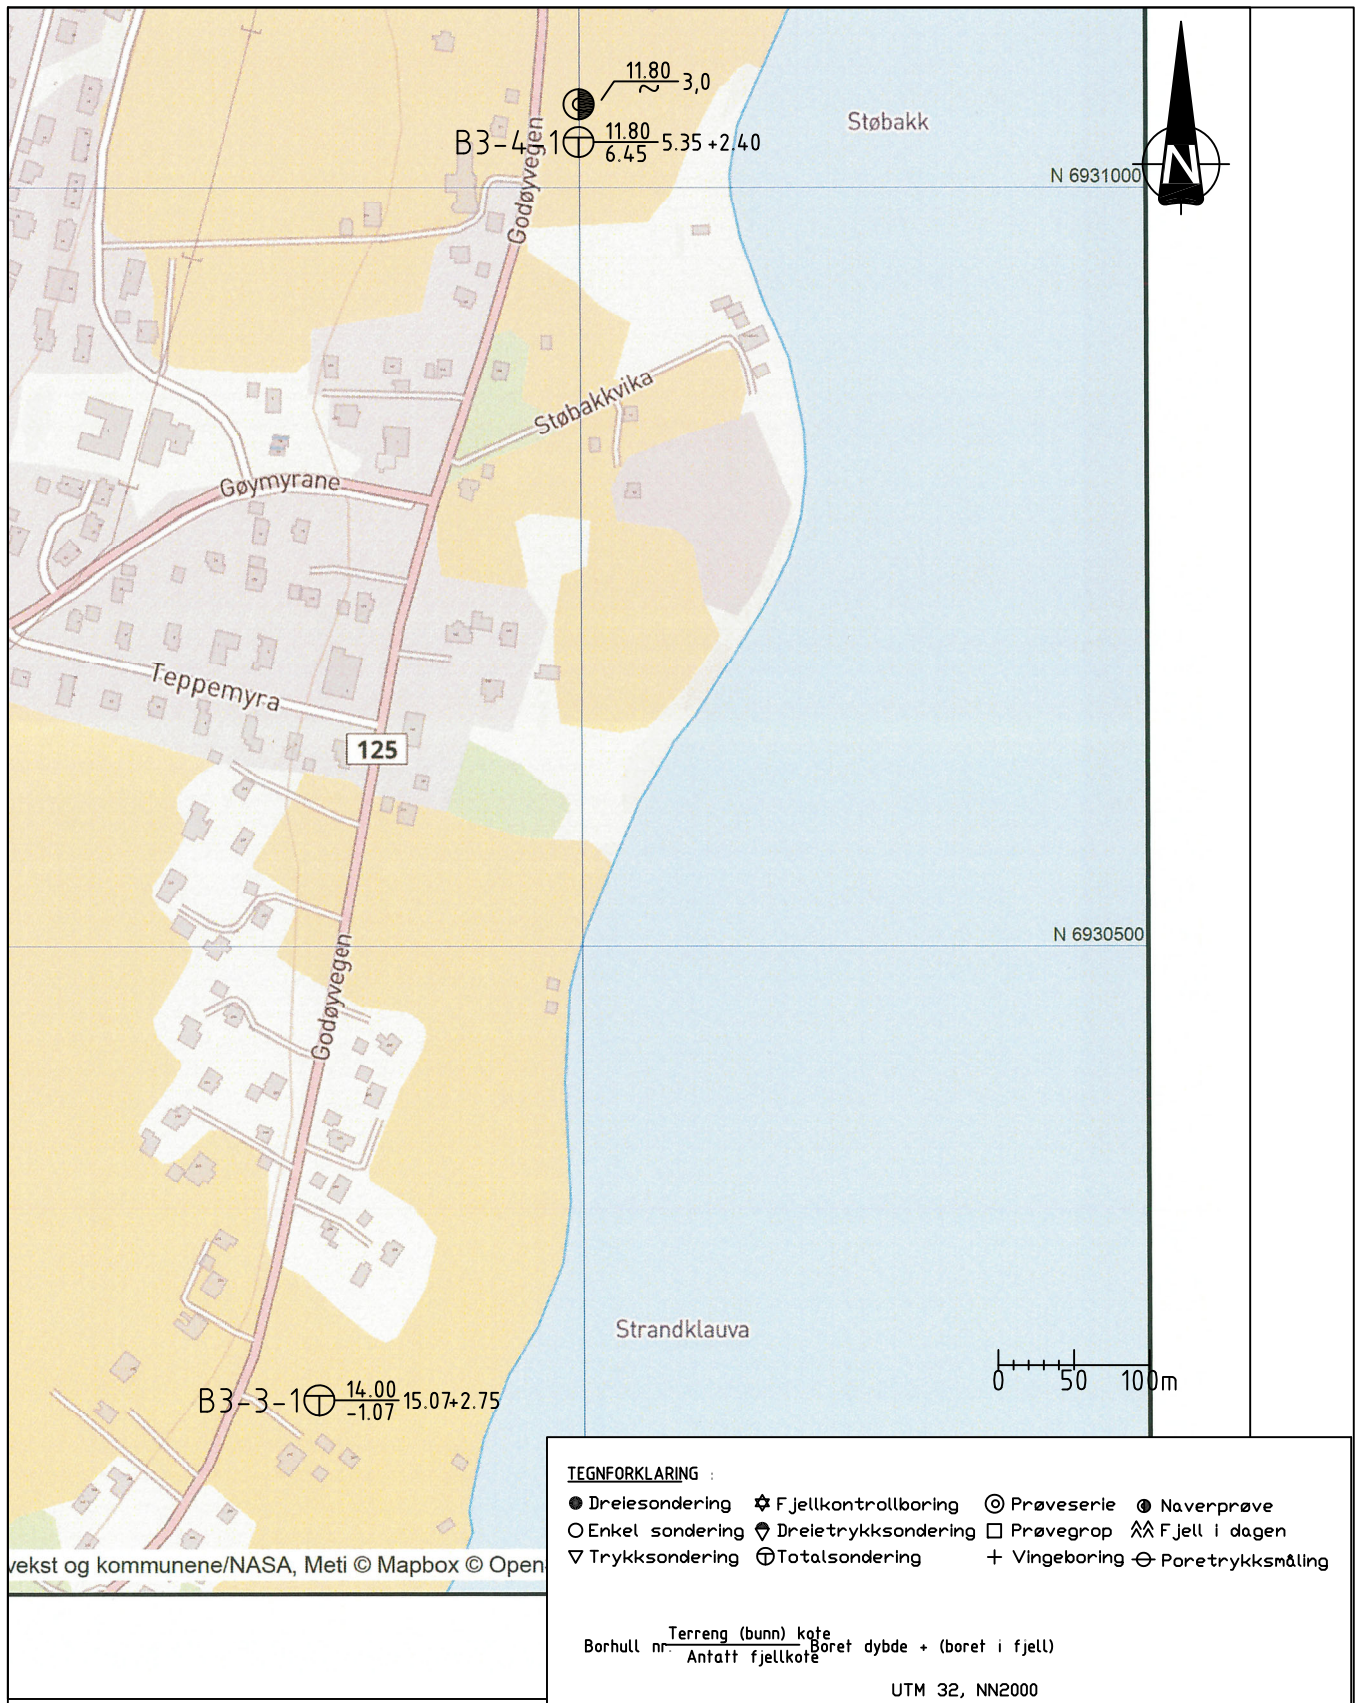 11.80
~ 3,0
Støbakk
B3-4-1 11.80 5.35 +2.40
6.45
N 6931000
N
Godøyvegen
Støbakkvika
Gøymyrane
Teppemyra
125
N 6930500
Godøyvegen
Strandklauva
0 50 100m
B3-3-1 14.00 15.07+2.75
-1.07
TEGNFORKLARING :
Dreiesondering Fjellkontrollboring Prøveserie Naverprøve
Enkel sondering Dreietrykksondering Prøvegrop Fjell i dagen
Trykksondering Totalsondering Vingeboring Poretrykksmåling
vekst og kommunene/NASA, Meti © Mapbox © Open
Terreng (bunn) kote
Borhull nr. Boret dybde + (boret i fjell)
Antatt fjellkote
UTM 32, NN2000